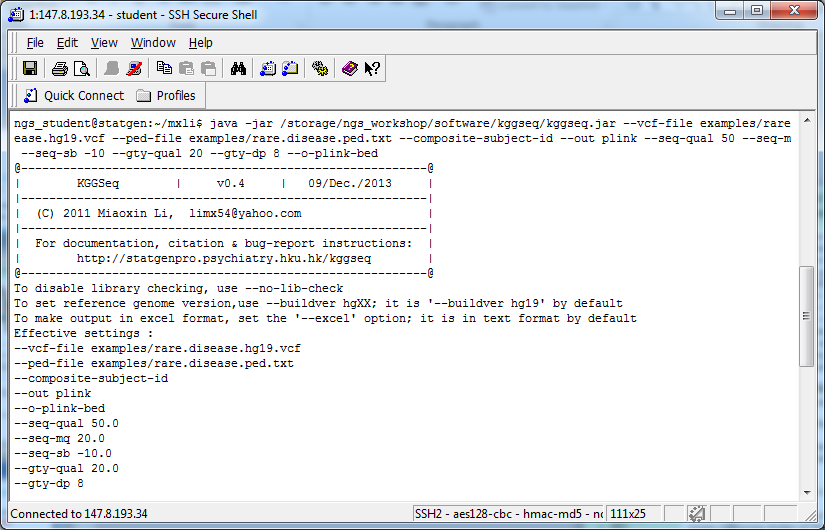 1:147.8.193.34 - student - SSH Secure Shell
File Edit View Window Help
Quick Connect Profiles
ngs_student@statgen:~/mxli$ java -jar /storage/ngs_workshop/software/kggseq/kggseq.jar --vcf-file examples/rare
ease.hg19.vcf --ped-file examples/rare.disease.ped.txt --composite-subject-id --out plink --seq-qual 50 --seq-m
--seq-sb -10 --gty-qual 20 --gty-dp 8 --o-plink-bed
@----------------------------------------------------------@
| KGGSeq | v0.4 | 09/Dec./2013 |
|----------------------------------------------------------|
| (C) 2011 Miaoxin Li, limx54@yahoo.com |
|----------------------------------------------------------|
| For documentation, citation & bug-report instructions: |
| http://statgenpro.psychiatry.hku.hk/kggseq |
@----------------------------------------------------------@
To disable library checking, use --no-lib-check
To set reference genome version,use --buildver hgXX; it is '--buildver hg19' by default
To make output in excel format, set the '--excel' option; it is in text format by default
Effective settings :
--vcf-file examples/rare.disease.hg19.vcf
--ped-file examples/rare.disease.ped.txt
--composite-subject-id
--out plink
--o-plink-bed
--seq-qual 50.0
--seq-mq 20.0
--seq-sb -10.0
--gty-qual 20.0
--gty-dp 8
Connected to 147.8.193.34 SSH2 - aes128-cbc - hmac-md5 - nc 111x25